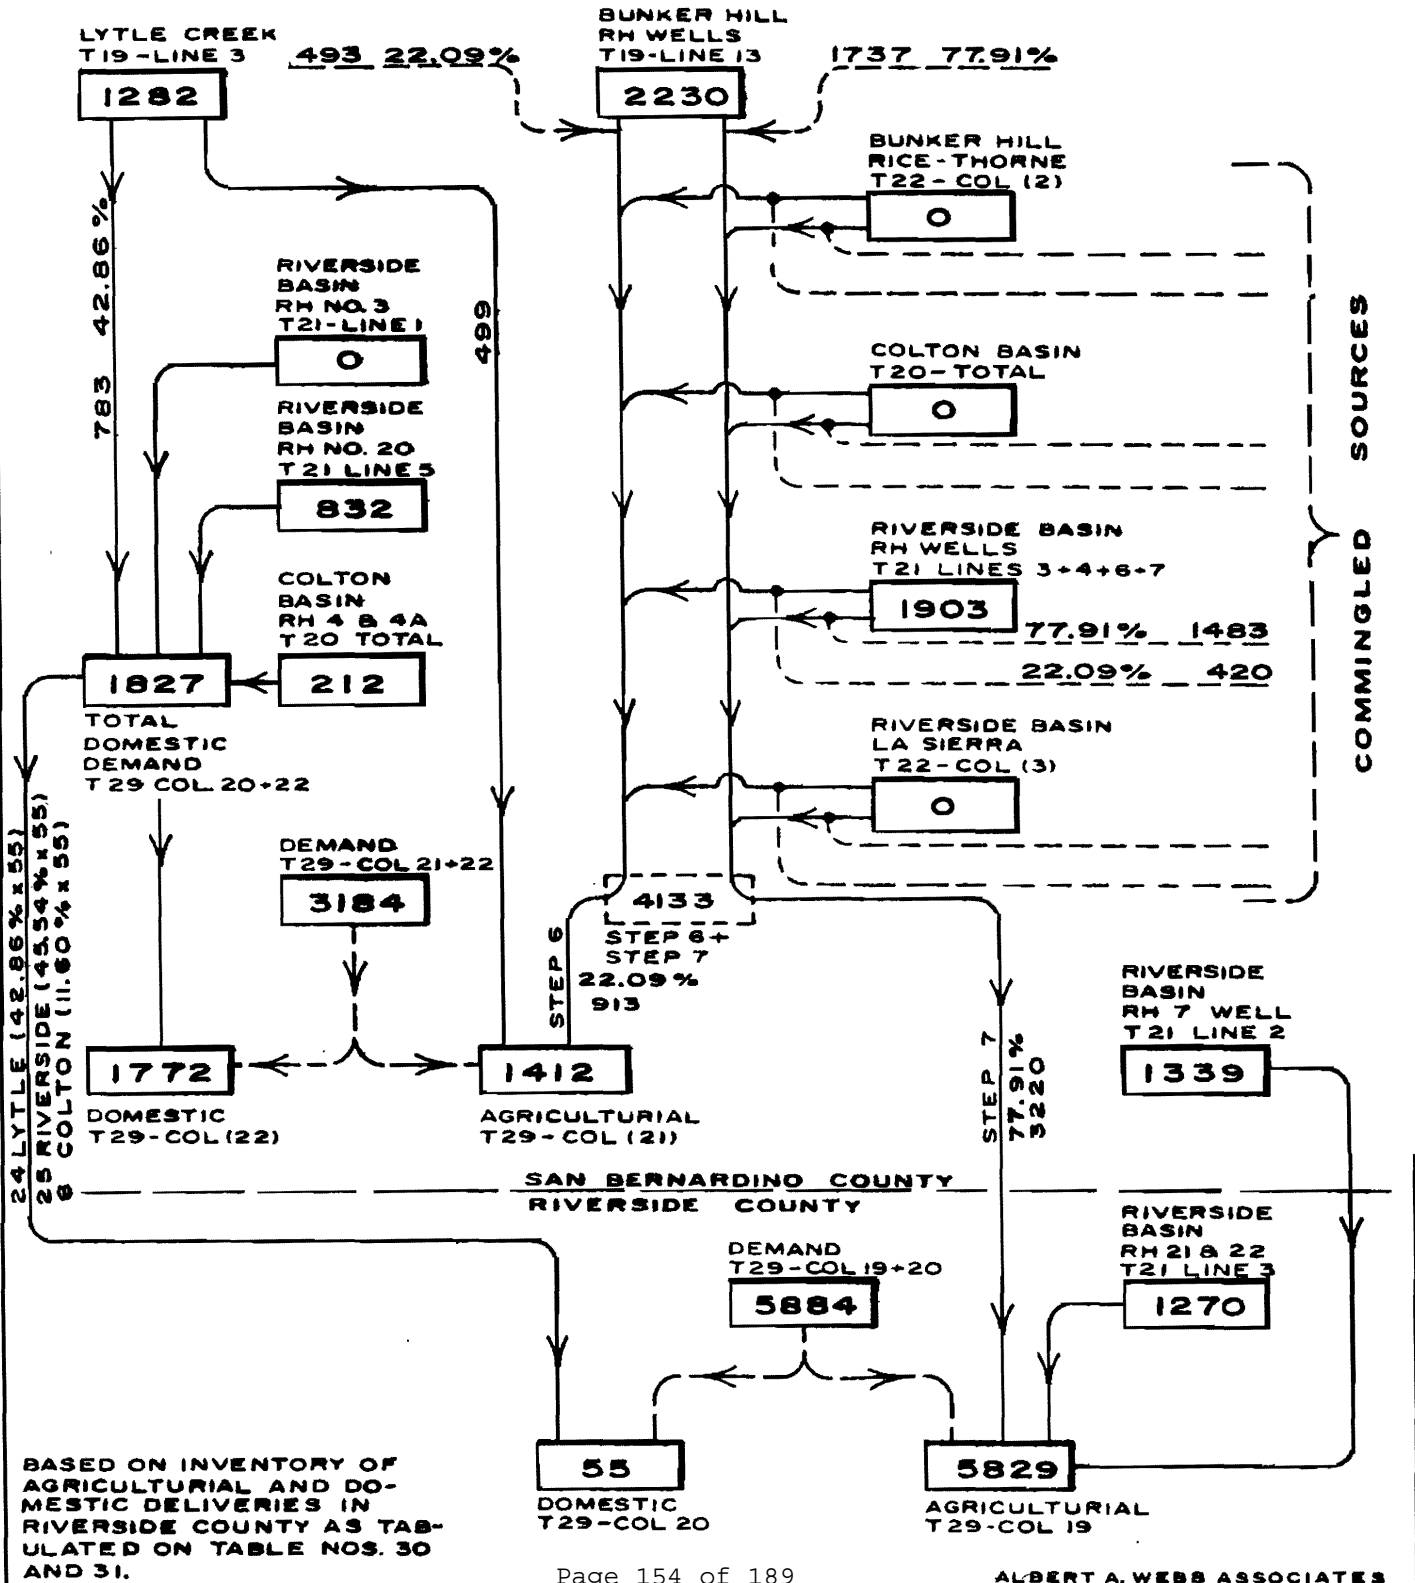 LYTLE CREEK
T19-LINE 3
1282
493 22.09%
BUNKER HILL
RH WELLS
T19-LINE 13
2230
1737 77.91%
BUNKER HILL
RICE-THORNE
T22-COL (2)
0
783 42.86%
499
RIVERSIDE
BASIN
RH NO. 3
T21-LINE 1
0
COLTON BASIN
T20-TOTAL
0
RIVERSIDE
BASIN
RH NO. 20
T21 LINE 5
832
RIVERSIDE BASIN
RH WELLS
T21 LINES 3+4+6+7
1903
77.91% 1483
22.09% 420
COMMINGLED SOURCES
COLTON
BASIN
RH 4 & 4A
T20 TOTAL
212
1827
TOTAL
DOMESTIC
DEMAND
T29 COL 20+22
RIVERSIDE BASIN
LA SIERRA
T22-COL (3)
0
DEMAND
T29-COL 21+22
3184
4133
STEP 6+
STEP 7
22.09%
913
STEP 6
24 LYTLE (42.86% x 55)
25 RIVERSIDE (45.54% x 55)
6 COLTON (11.60% x 55)
1772
DOMESTIC
T29-COL (22)
1412
AGRICULTURIAL
T29-COL (21)
STEP 7
77.91%
3220
RIVERSIDE
BASIN
RH 7 WELL
T21 LINE 2
1339
SAN BERNARDINO COUNTY
RIVERSIDE COUNTY
RIVERSIDE
BASIN
RH 21 & 22
T21 LINE 3
1270
DEMAND
T29-COL 19+20
5884
55
DOMESTIC
T29-COL 20
5829
AGRICULTURIAL
T29-COL 19
BASED ON INVENTORY OF
AGRICULTURIAL AND DO-
MESTIC DELIVERIES IN
RIVERSIDE COUNTY AS TAB-
ULATED ON TABLE NOS. 30
AND 31.
Page 154 of 189
ALBERT A. WEBB ASSOCIATES